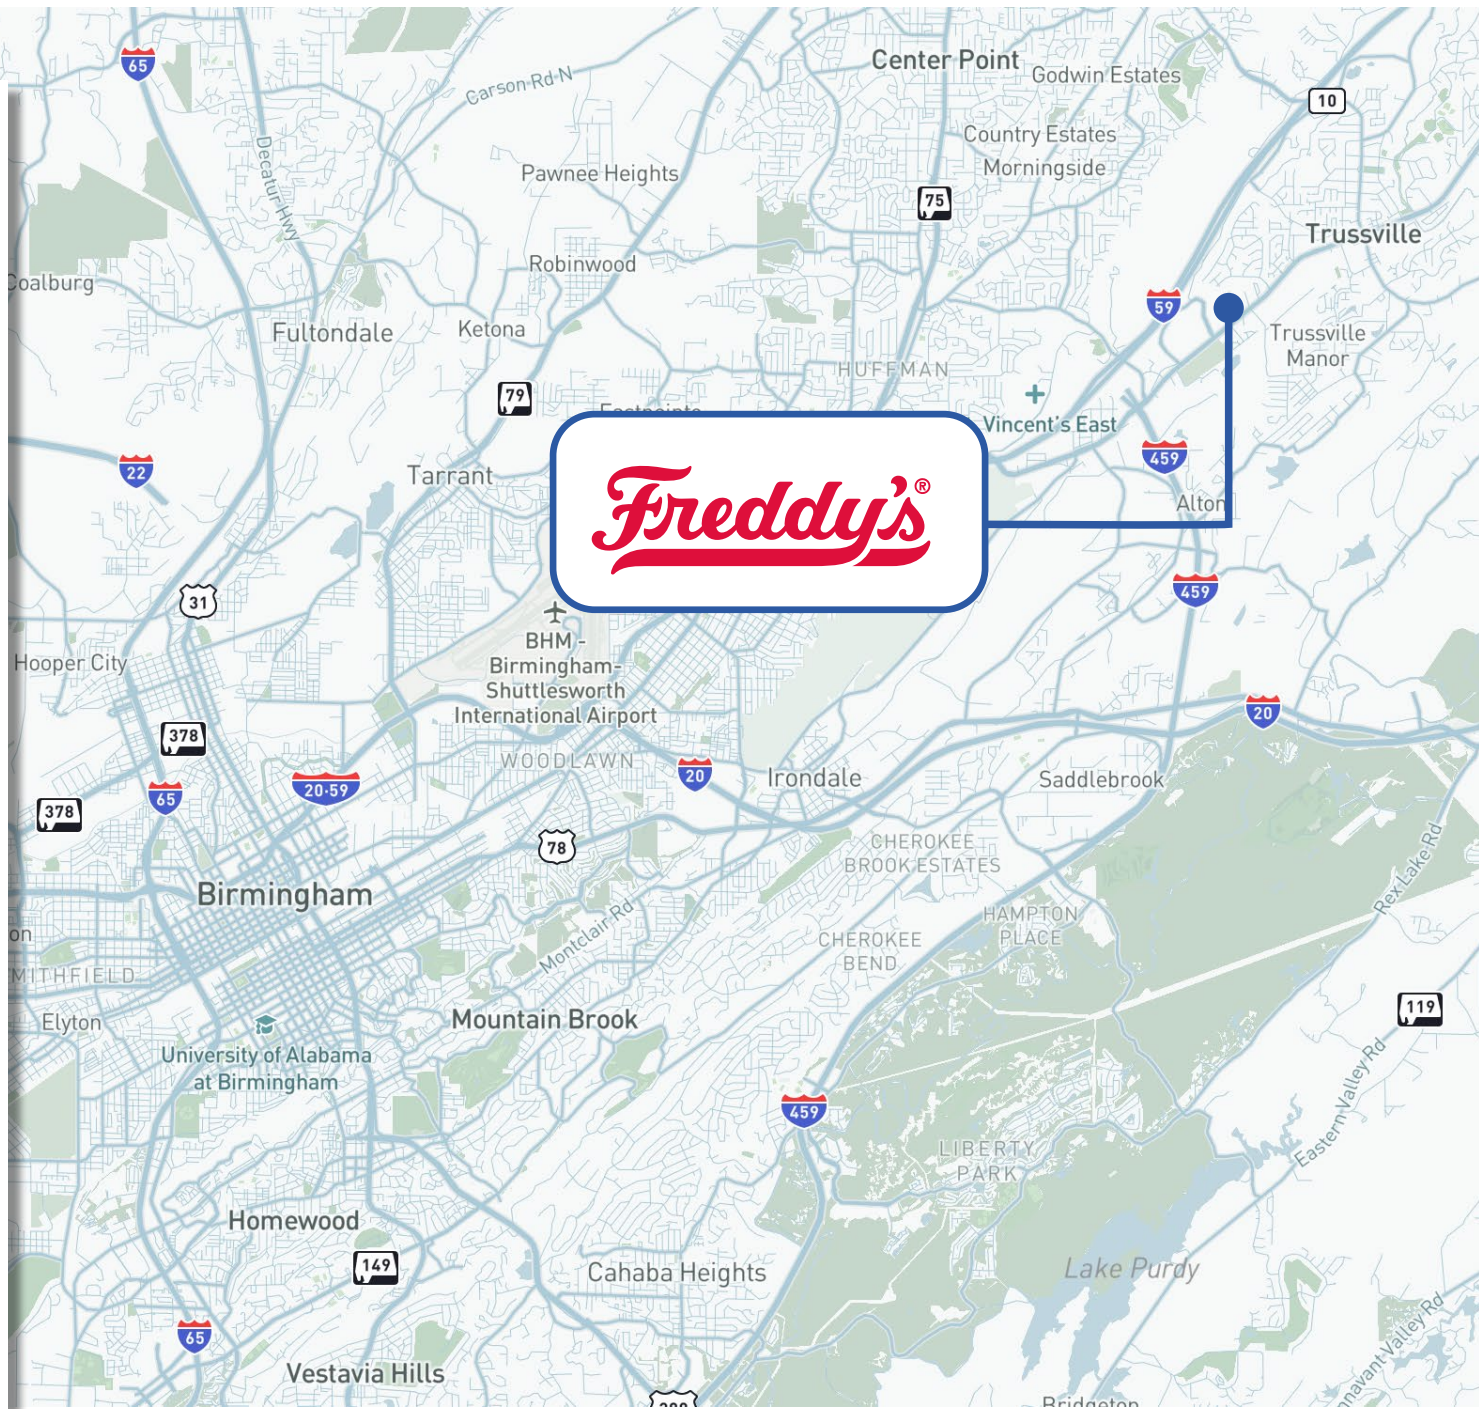 65
Center Point
Godwin Estates
Carson Rd N
10
Country Estates
Morningside
Decatur Hwy
Pawnee Heights
75
Trussville
Robinwood
Coalburg
59
Fultondale
Ketona
Trussville
Manor
HUFFMAN
79
Vincent's East
22
459
Tarrant
Alton
Freddy's®
459
31
BHM -
Birmingham-
Shuttlesworth
International Airport
Hooper City
20
378
WOODLAWN
20
Irondale
Saddlebrook
65
20-59
378
78
CHEROKEE
BROOK ESTATES
Rex Lake Rd
Birmingham
HAMPTON
PLACE
Montclair Rd
CHEROKEE
BEND
on
MITHFIELD
119
Elyton
Mountain Brook
University of Alabama
at Birmingham
459
Eastern Valley Rd
LIBERTY
PARK
Homewood
149
Cahaba Heights
Lake Purdy
65
Vestavia Hills